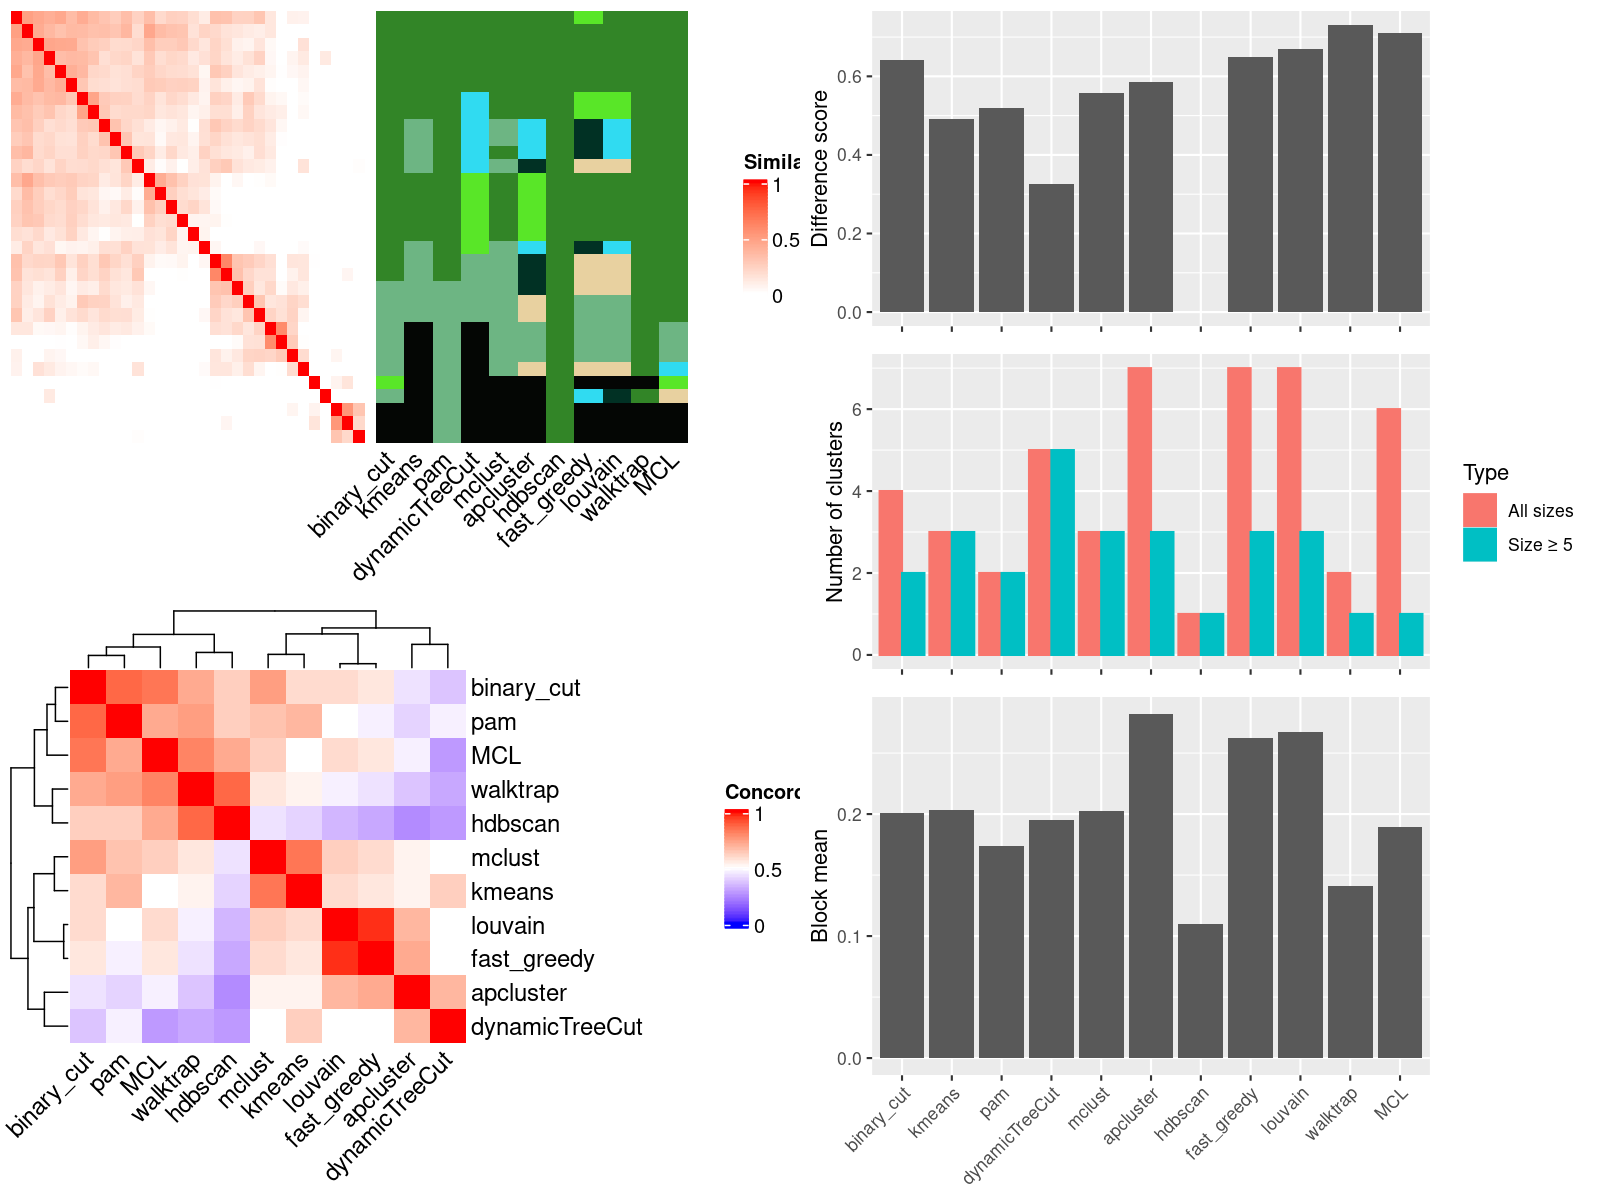 Simila
1
0.5
0
binary_cut
kmeans
pam
dynamicTreeCut
mclust
apcluster
hdbscan
fast_greedy
louvain
walktrap
MCL
binary_cut
pam
MCL
walktrap
hdbscan
mclust
kmeans
louvain
fast_greedy
apcluster
dynamicTreeCut
binary_cut
pam
MCL
walktrap
hdbscan
mclust
kmeans
louvain
fast_greedy
apcluster
dynamicTreeCut
Concord
1
0.5
0
Difference score
0.6
0.4
0.2
0.0
Number of clusters
6
4
2
0
Type
All sizes
Size ≥ 5
Block mean
0.2
0.1
0.0
binary_cut
kmeans
pam
dynamicTreeCut
mclust
apcluster
hdbscan
fast_greedy
louvain
walktrap
MCL